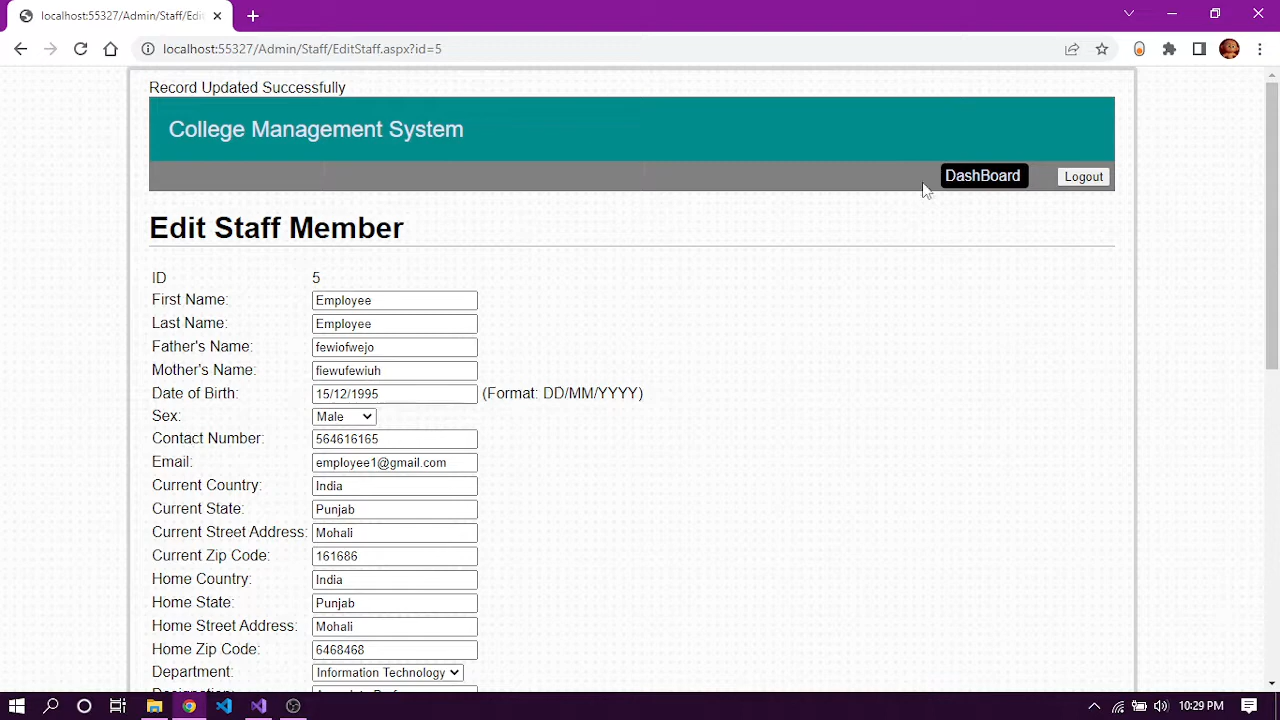 localhost:55327/Admin/Staff/Edit
localhost:55327/Admin/Staff/EditStaff.aspx?id=5
Record Updated Successfully
College Management System
DashBoard
Logout
Edit Staff Member
ID 5
First Name: Employee
Last Name: Employee
Father's Name: fewiofwejo
Mother's Name: fiewufewiuh
Date of Birth: 15/12/1995 (Format: DD/MM/YYYY)
Sex: Male
Contact Number: 564616165
Email: employee1@gmail.com
Current Country: India
Current State: Punjab
Current Street Address: Mohali
Current Zip Code: 161686
Home Country: India
Home State: Punjab
Home Street Address: Mohali
Home Zip Code: 6468468
Department: Information Technology
10:29 PM